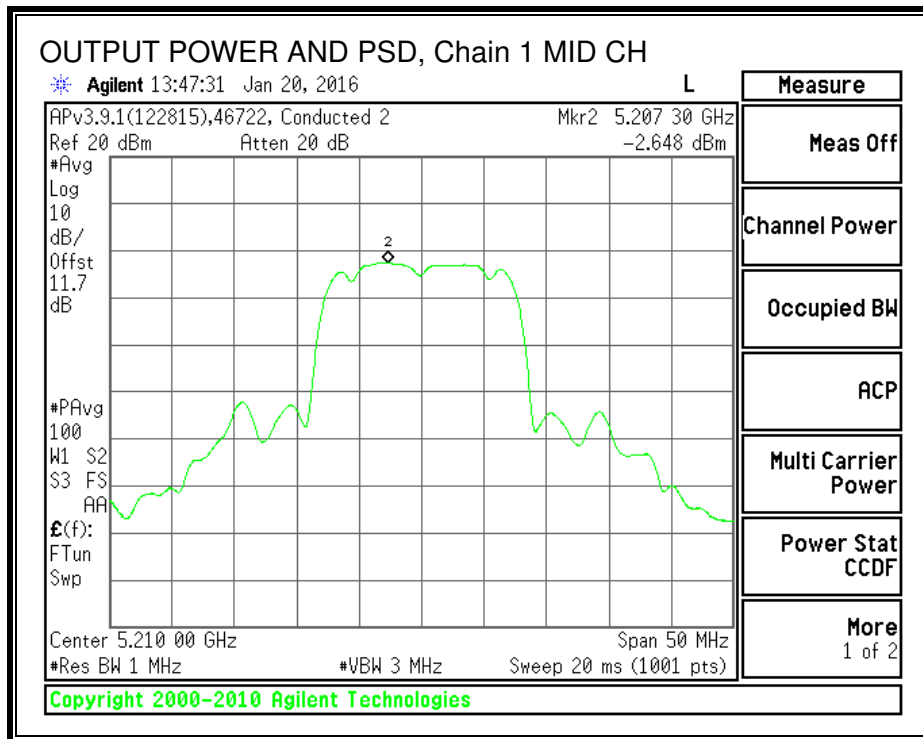 OUTPUT POWER AND PSD, Chain 1 MID CH
Agilent 13:47:31 Jan 20, 2016 L
APv3.9.1(122815),46722, Conducted 2 Mkr2 5.207 30 GHz
Ref 20 dBm Atten 20 dB -2.648 dBm
#Avg
Log
10
dB/
Offst
11.7
dB
2
#PAvg
100
W1 S2
S3 FS
AA
£(f):
FTun
Swp
Center 5.210 00 GHz Span 50 MHz
#Res BW 1 MHz #VBW 3 MHz Sweep 20 ms (1001 pts)
Copyright 2000-2010 Agilent Technologies
Measure
Meas Off
Channel Power
Occupied BW
ACP
Multi Carrier
Power
Power Stat
CCDF
More
1 of 2